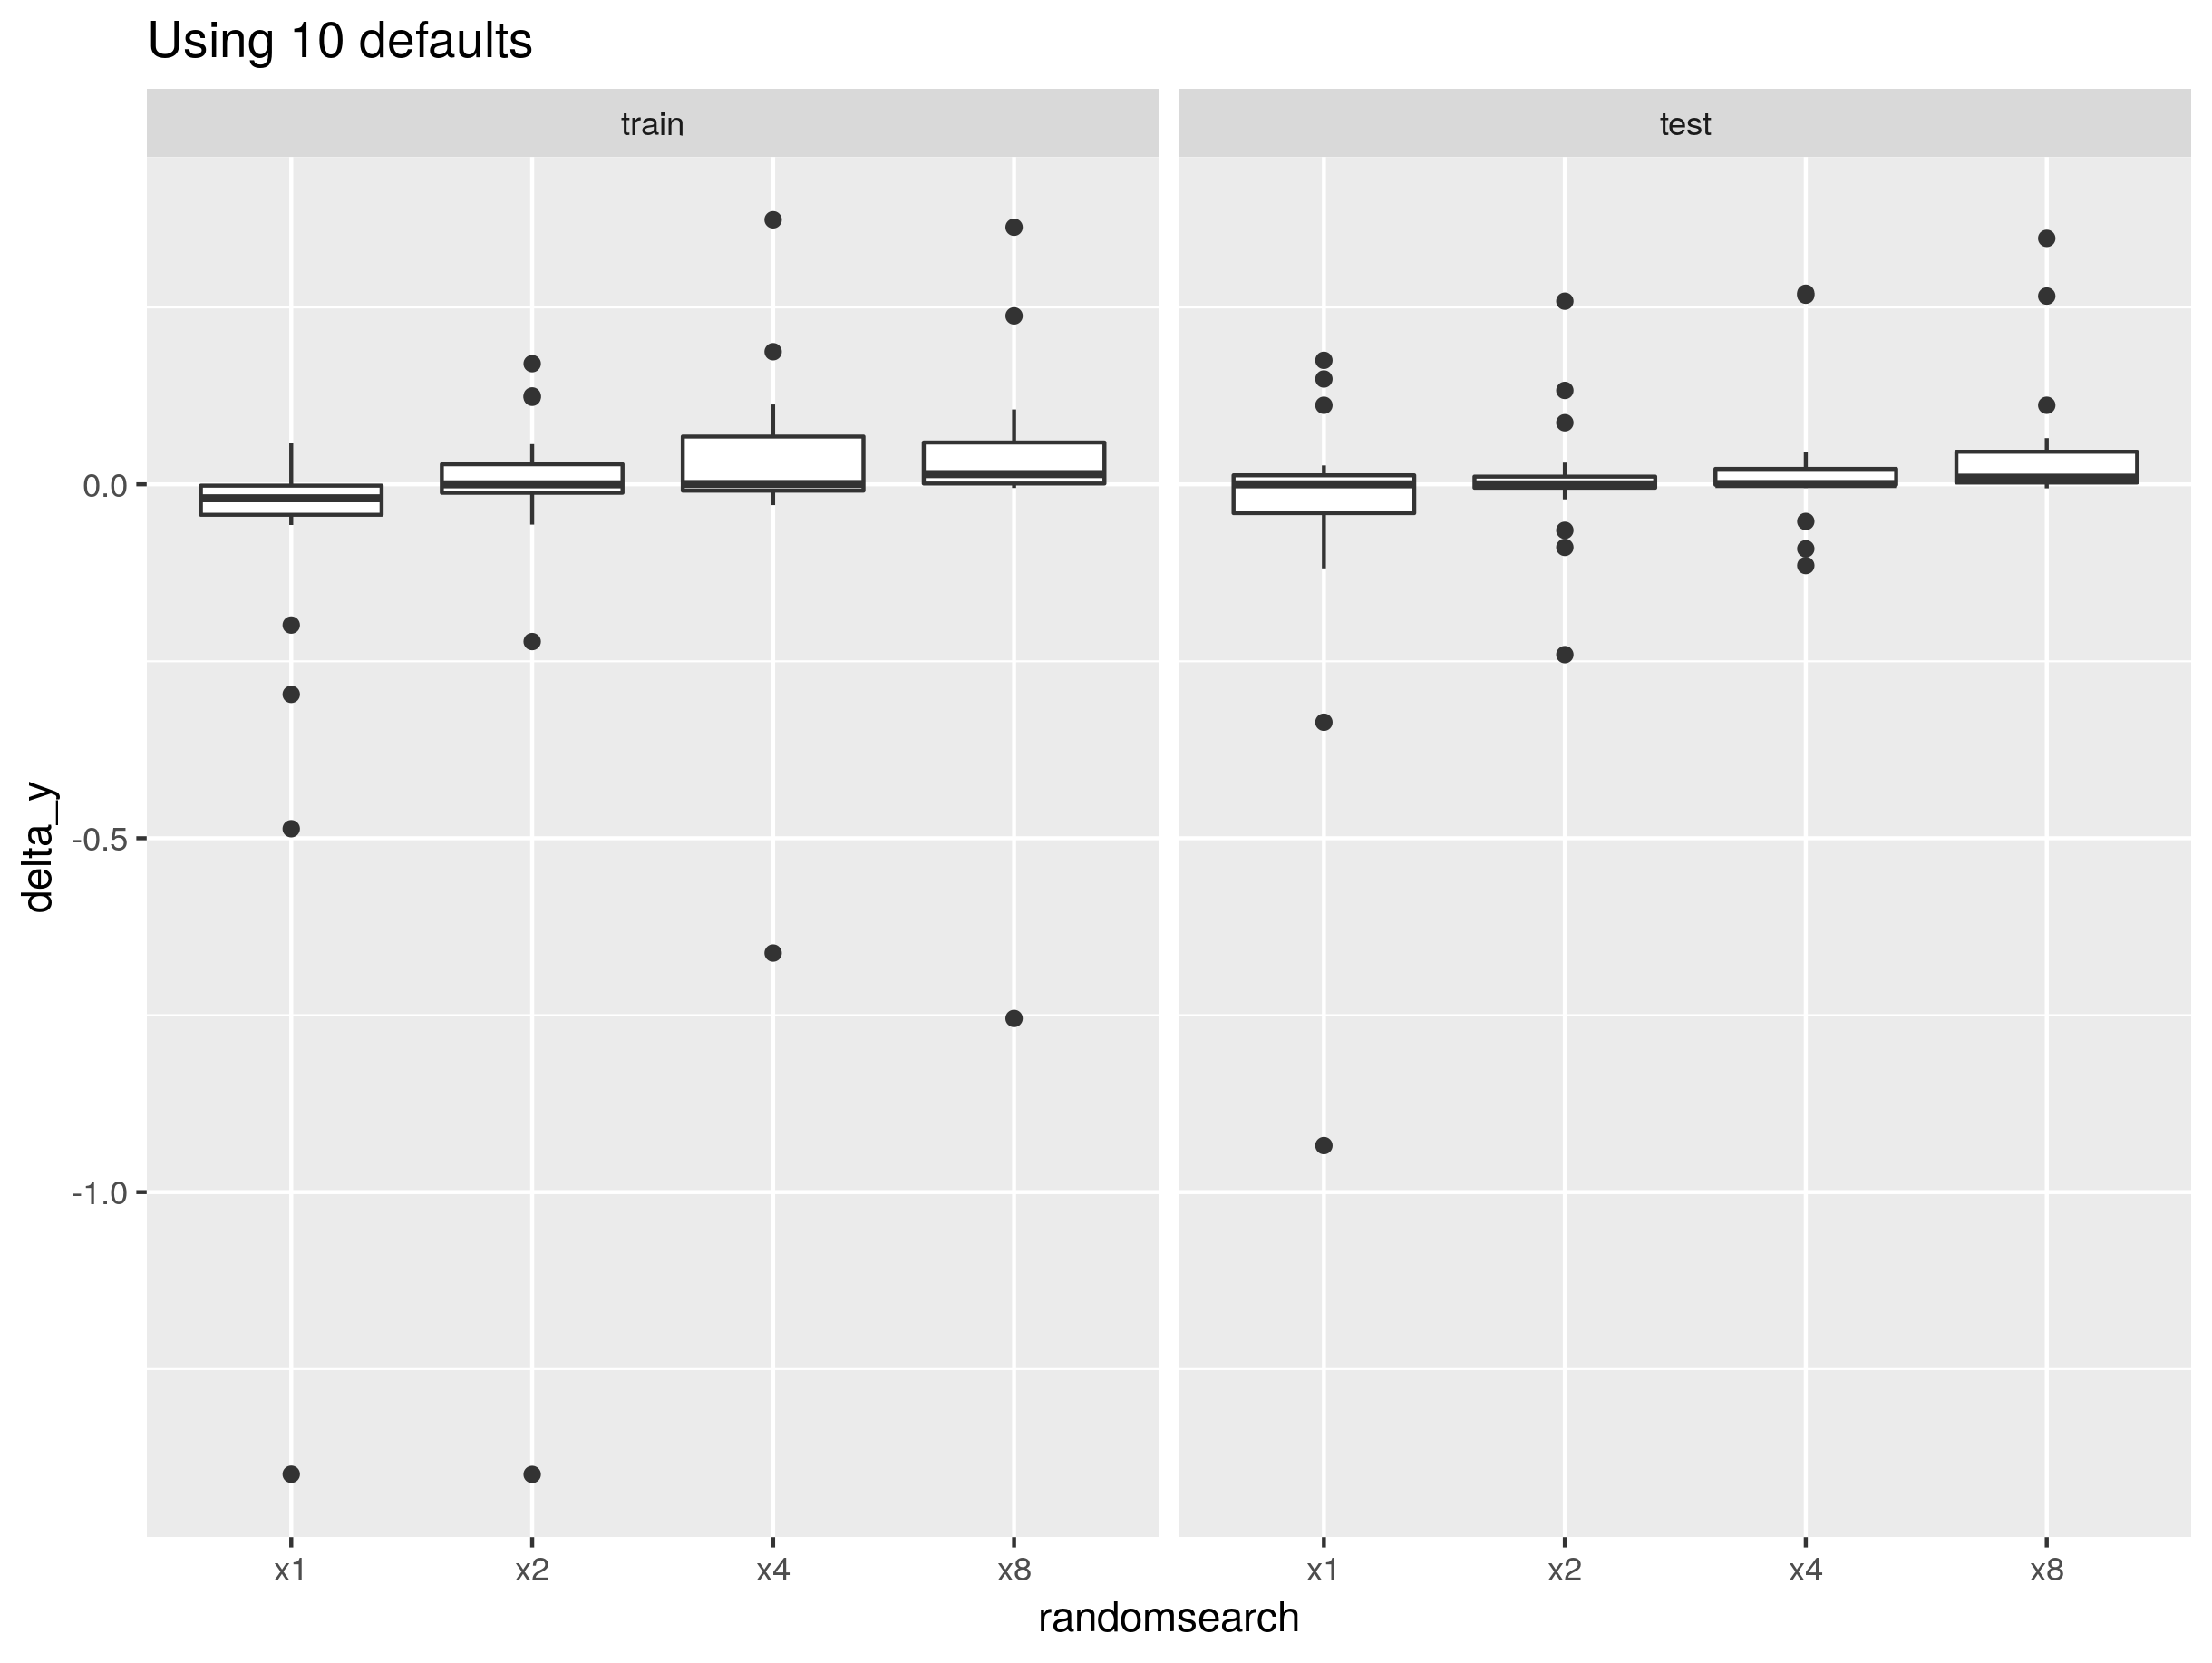 Using 10 defaults
train
test
delta_y
0.0
-0.5
-1.0
x1 x2 x4 x8 x1 x2 x4 x8
randomsearch